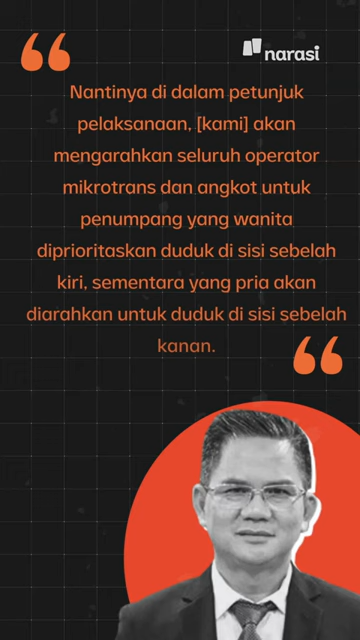 narasi
“
Nantinya di dalam petunjuk
pelaksanaan, [kami] akan
mengarahkan seluruh operator
mikrotrans dan angkot untuk
penumpang yang wanita
diprioritaskan duduk di sisi sebelah
kiri, sementara yang pria akan
diarahkan untuk duduk di sisi sebelah
kanan.
”